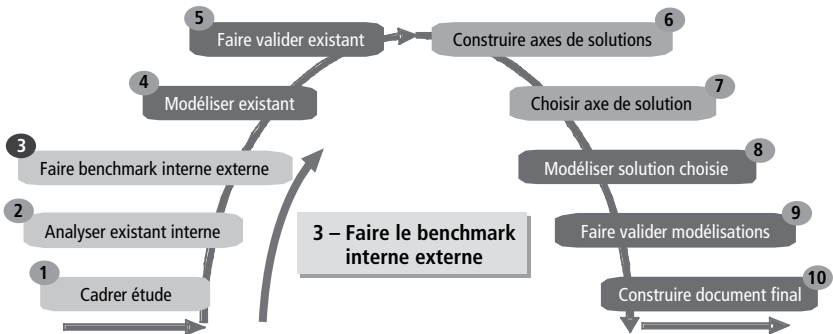 5
Faire valider existant
6
Construire axes de solutions
4
Modéliser existant
7
Choisir axe de solution
3
Faire benchmark interne externe
8
Modéliser solution choisie
2
Analyser existant interne
3 – Faire le benchmark
interne externe
9
Faire valider modélisations
1
Cadrer étude
10
Construire document final